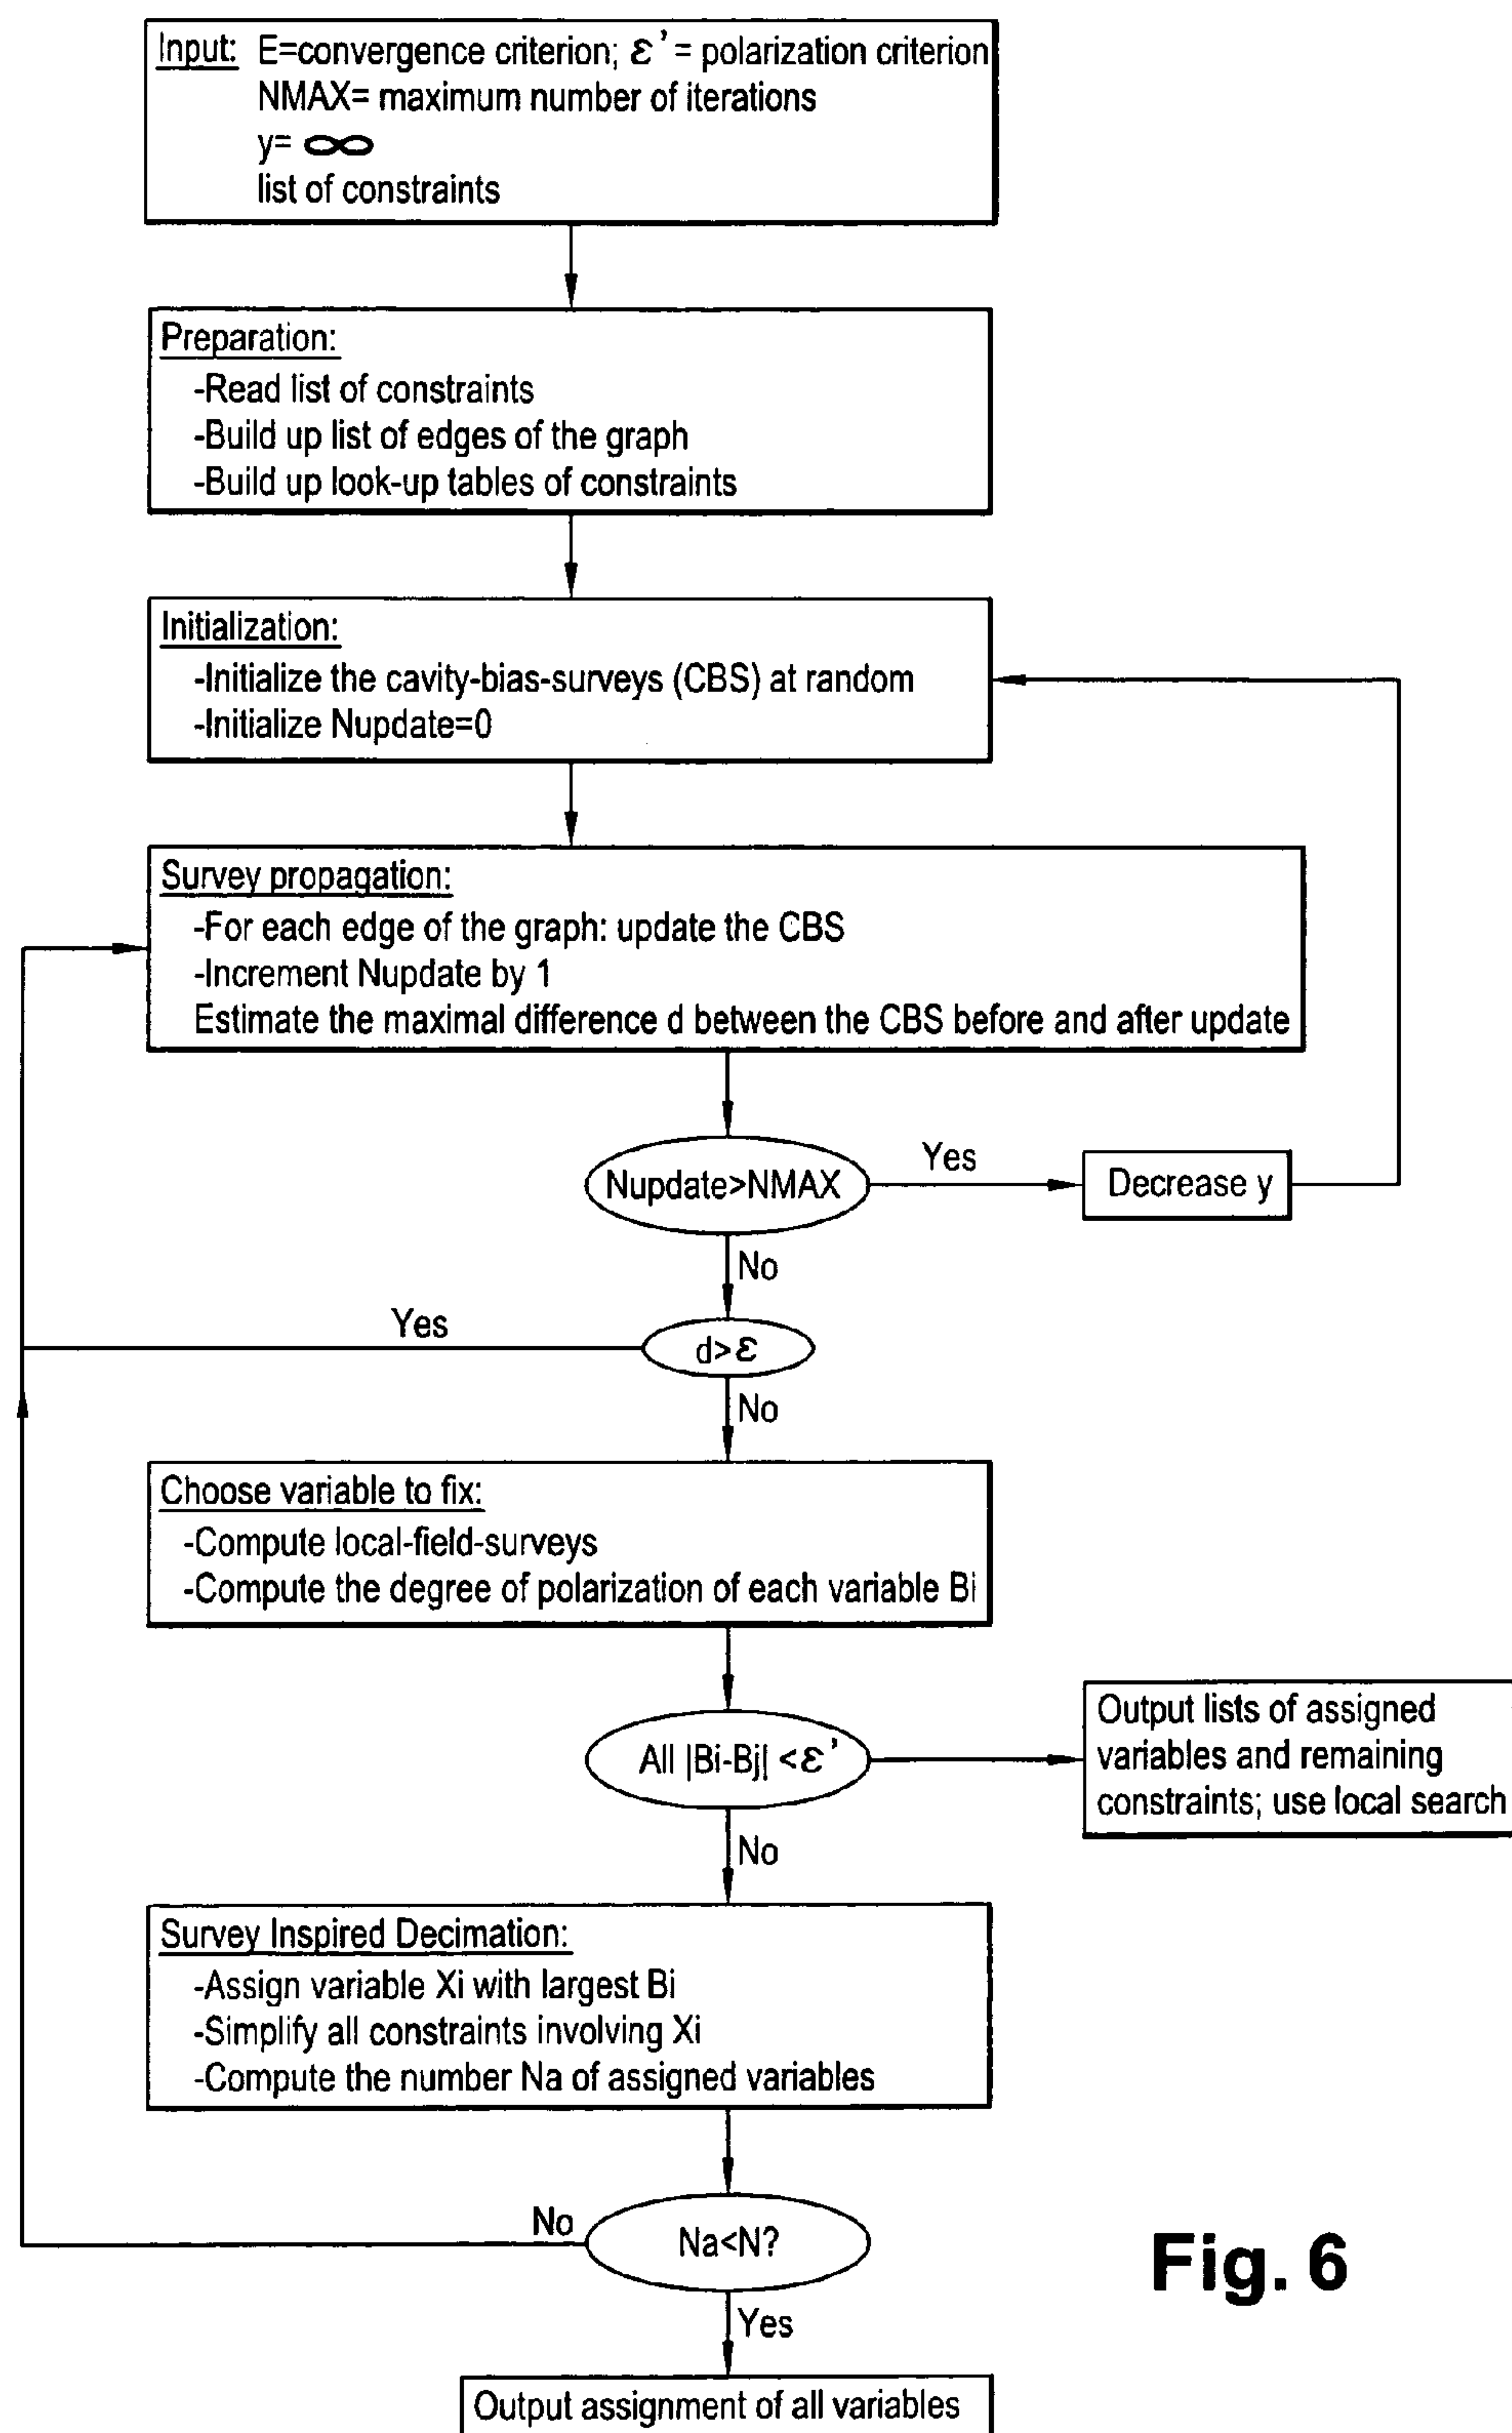 Input: E=convergence criterion; ε' = polarization criterion
NMAX= maximum number of iterations
y= ∞
list of constraints
Preparation:
-Read list of constraints
-Build up list of edges of the graph
-Build up look-up tables of constraints
Initialization:
-Initialize the cavity-bias-surveys (CBS) at random
-Initialize Nupdate=0
Survey propagation:
-For each edge of the graph: update the CBS
-Increment Nupdate by 1
Estimate the maximal difference d between the CBS before and after update
Nupdate>NMAX
Yes
Decrease y
No
Yes
d>ε
No
Choose variable to fix:
-Compute local-field-surveys
-Compute the degree of polarization of each variable Bi
All |Bi-Bj| <ε'
Output lists of assigned
variables and remaining
constraints; use local search
No
Survey Inspired Decimation:
-Assign variable Xi with largest Bi
-Simplify all constraints involving Xi
-Compute the number Na of assigned variables
No
Na<N?
Yes
Output assignment of all variables
Fig. 6